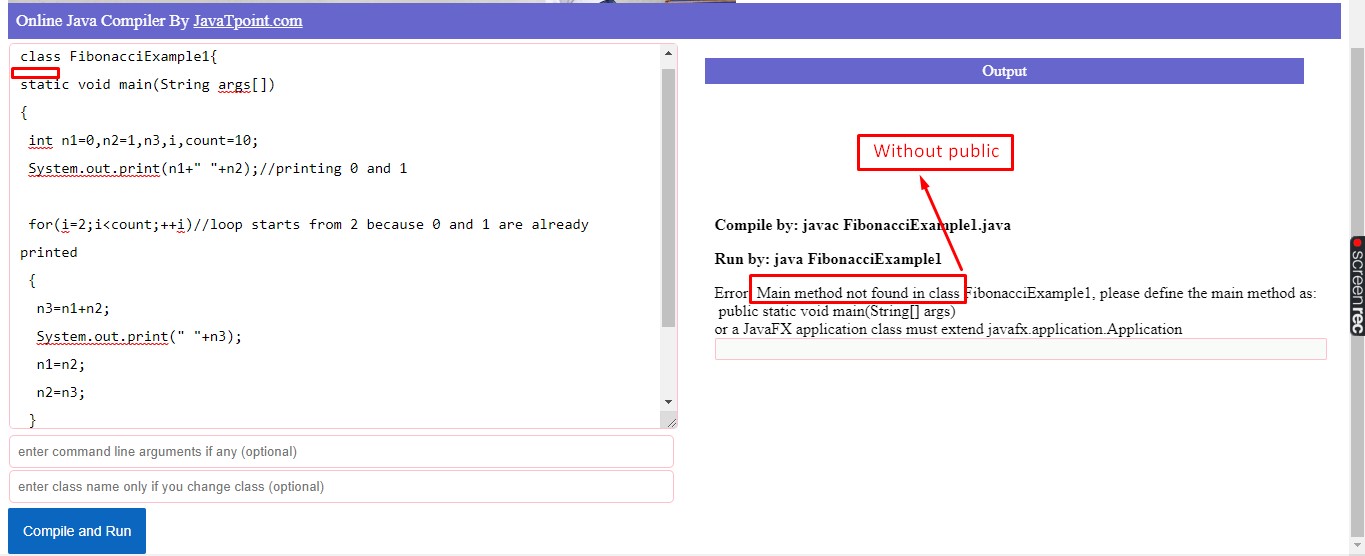 Online Java Compiler By JavaTpoint.com
class FibonacciExample1{
static void main(String args[])
{
int n1=0,n2=1,n3,i,count=10;
System.out.print(n1+" "+n2);//printing 0 and 1
for(i=2;i<count;++i)//loop starts from 2 because 0 and 1 are already
printed
{
n3=n1+n2;
System.out.print(" "+n3);
n1=n2;
n2=n3;
}
enter command line arguments if any (optional)
enter class name only if you change class (optional)
Compile and Run
Output
Without public
Compile by: javac FibonacciExample1.java
Run by: java FibonacciExample1
Error: Main method not found in class FibonacciExample1, please define the main method as:
public static void main(String[] args)
or a JavaFX application class must extend javafx.application.Application
screenrec